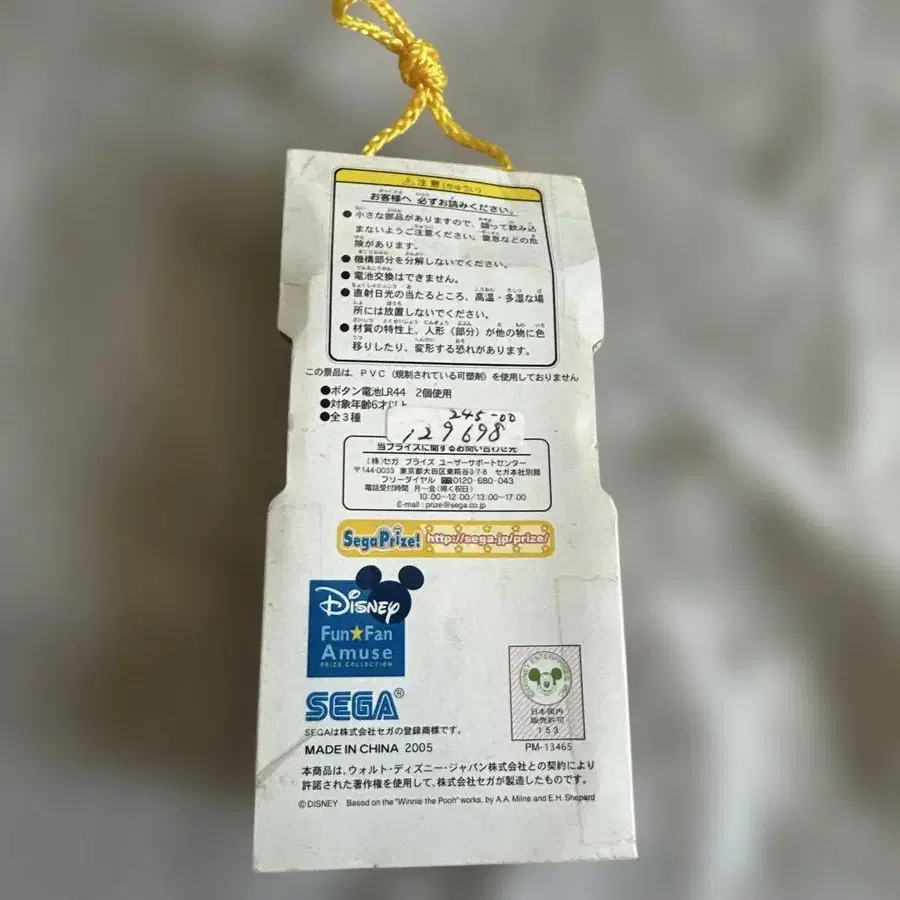 ⚠注意(ちゅうい)
お客様へ 必ずお読みください。
●小さな部品がありますので、誤って飲み込
まないようご注意ください。窒息などの危
険があります。
●機構部分を分解しないでください。
●電池交換はできません。
●直射日光の当たるところ、高温・多湿な場
所には放置しないでください。
●材質の特性上、人形（部分）が他の物に色
移りしたり、変形する恐れがあります。
この景品は、PVC（規制されている可塑剤）を使用しておりません
●ボタン電池LR44 2個使用
●対象年齢6才以上
●全3種
245-00
129698
当プライズに関するお問い合わせ先
(株)セガ プライズ ユーザーサポートセンター
〒144-0033 東京都大田区東糀谷3-7-8 セガ本社別館
フリーダイヤル 0120-680-043
電話受付時間 月～金(除く祝日)
10:00~12:00/13:00~17:00
E-mail : prize@sega.co.jp
SegaPrize! http://sega.jp/prize/
DISNEY
Fun★Fan
Amuse
PRIZE COLLECTION
SEGA®
SEGAは株式会社セガの登録商標です。
MADE IN CHINA 2005
日本国内
販売許可
153
PM-13465
本商品は、ウォルト・ディズニー・ジャパン株式会社との契約により
許諾された著作権を使用して、株式会社セガが製造したものです。
©DISNEY Based on the "Winnie the Pooh" works, by A.A. Milne and E.H. Shepard